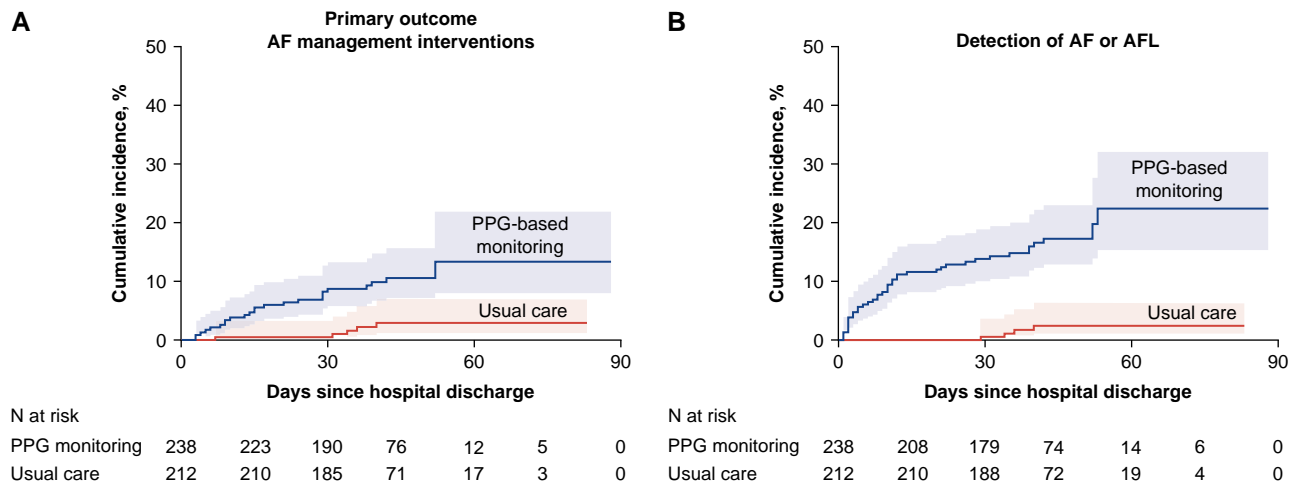 A
Primary outcome
AF management interventions
50
40
30
20
10
0
Cumulative incidence, %
PPG-based
monitoring
Usual care
0 30 60 90
Days since hospital discharge
N at risk
PPG monitoring 238 223 190 76 12 5 0
Usual care 212 210 185 71 17 3 0
B
Detection of AF or AFL
50
40
30
20
10
0
Cumulative incidence, %
PPG-based
monitoring
Usual care
0 30 60 90
Days since hospital discharge
N at risk
PPG monitoring 238 208 179 74 14 6 0
Usual care 212 210 188 72 19 4 0